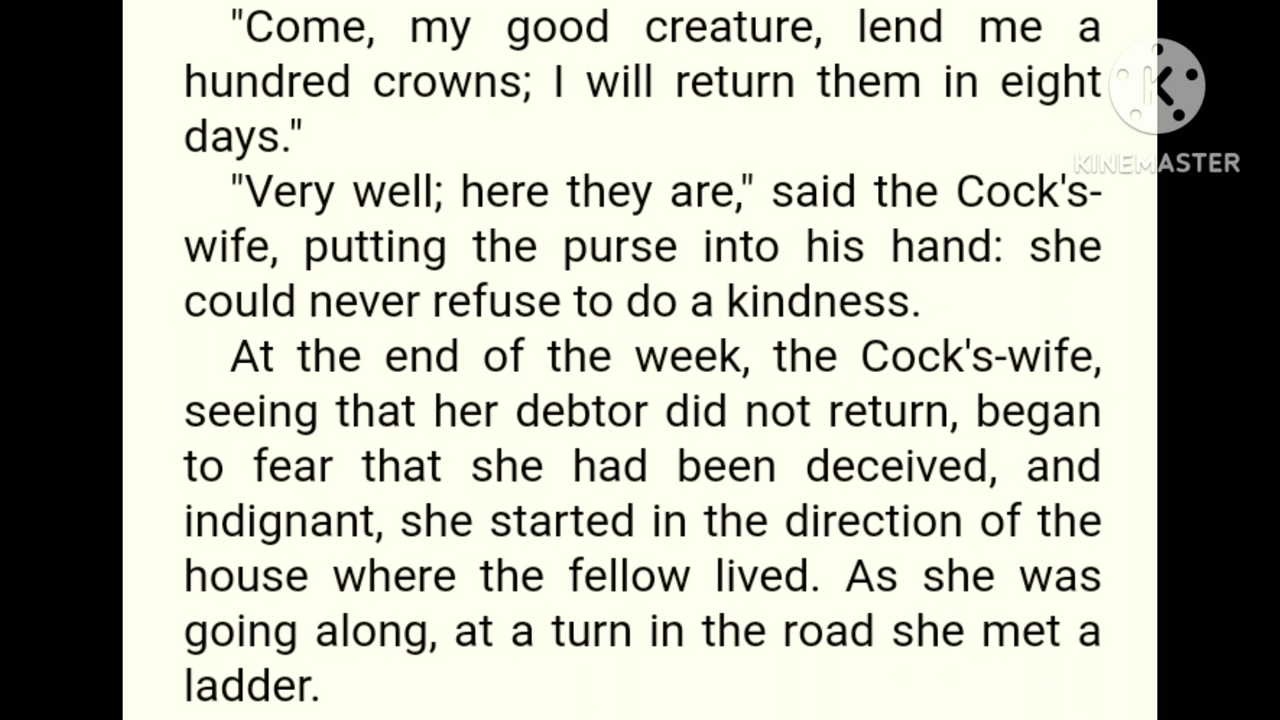 "Come, my good creature, lend me a
hundred crowns; I will return them in eight
days."
"Very well; here they are," said the Cock's-
wife, putting the purse into his hand: she
could never refuse to do a kindness.
At the end of the week, the Cock's-wife,
seeing that her debtor did not return, began
to fear that she had been deceived, and
indignant, she started in the direction of the
house where the fellow lived. As she was
going along, at a turn in the road she met a
ladder.
K
KINEMASTER